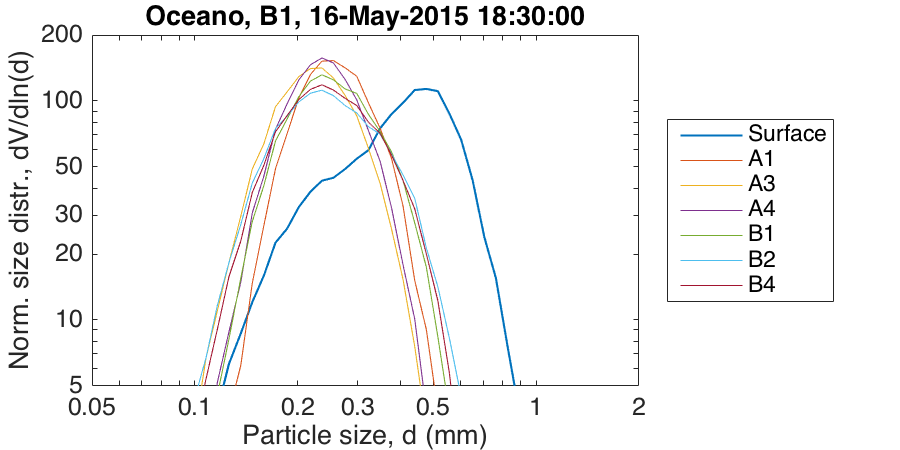 Oceano, B1, 16-May-2015 18:30:00
Norm. size distr., dV/dln(d)
200
100
50
30
20
10
5
0.05 0.1 0.2 0.3 0.5 1 2
Particle size, d (mm)
Surface
A1
A3
A4
B1
B2
B4